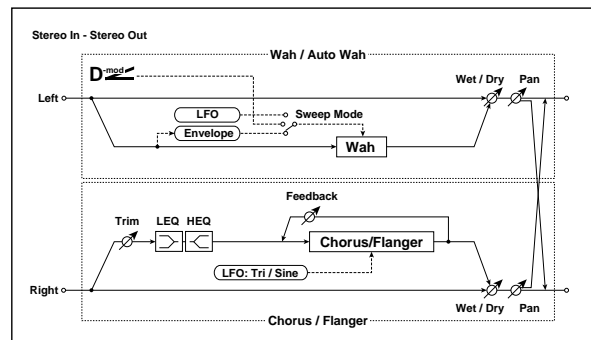 Stereo In - Stereo Out
Wah / Auto Wah
D-mod
Wet / Dry
Pan
Left
LFO
Sweep Mode
Envelope
Wah
Feedback
Trim
LEQ
HEQ
Chorus/Flanger
LFO: Tri / Sine
Right
Wet / Dry
Pan
Chorus / Flanger